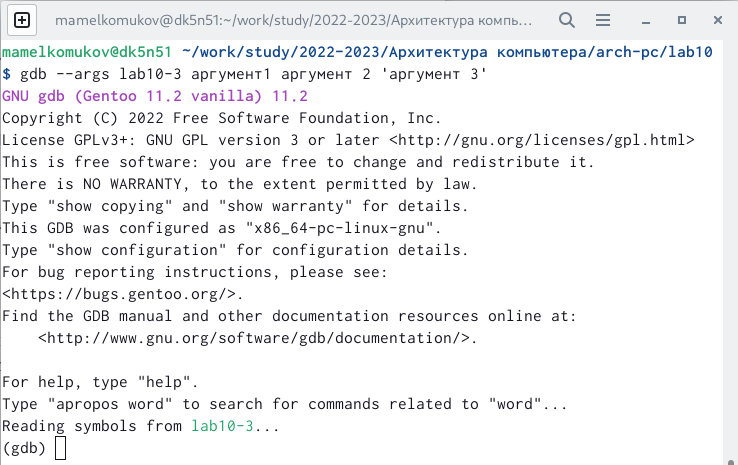 mamelkomukov@dk5n51:~/work/study/2022-2023/Архитектура компь...
mamelkomukov@dk5n51 ~/work/study/2022-2023/Архитектура компьютера/arch-pc/lab10
$ gdb --args lab10-3 аргумент1 аргумент 2 'аргумент 3'
GNU gdb (Gentoo 11.2 vanilla) 11.2
Copyright (C) 2022 Free Software Foundation, Inc.
License GPLv3+: GNU GPL version 3 or later <http://gnu.org/licenses/gpl.html>
This is free software: you are free to change and redistribute it.
There is NO WARRANTY, to the extent permitted by law.
Type "show copying" and "show warranty" for details.
This GDB was configured as "x86_64-pc-linux-gnu".
Type "show configuration" for configuration details.
For bug reporting instructions, please see:
<https://bugs.gentoo.org/>.
Find the GDB manual and other documentation resources online at:
    <http://www.gnu.org/software/gdb/documentation/>.

For help, type "help".
Type "apropos word" to search for commands related to "word"...
Reading symbols from lab10-3...
(gdb)